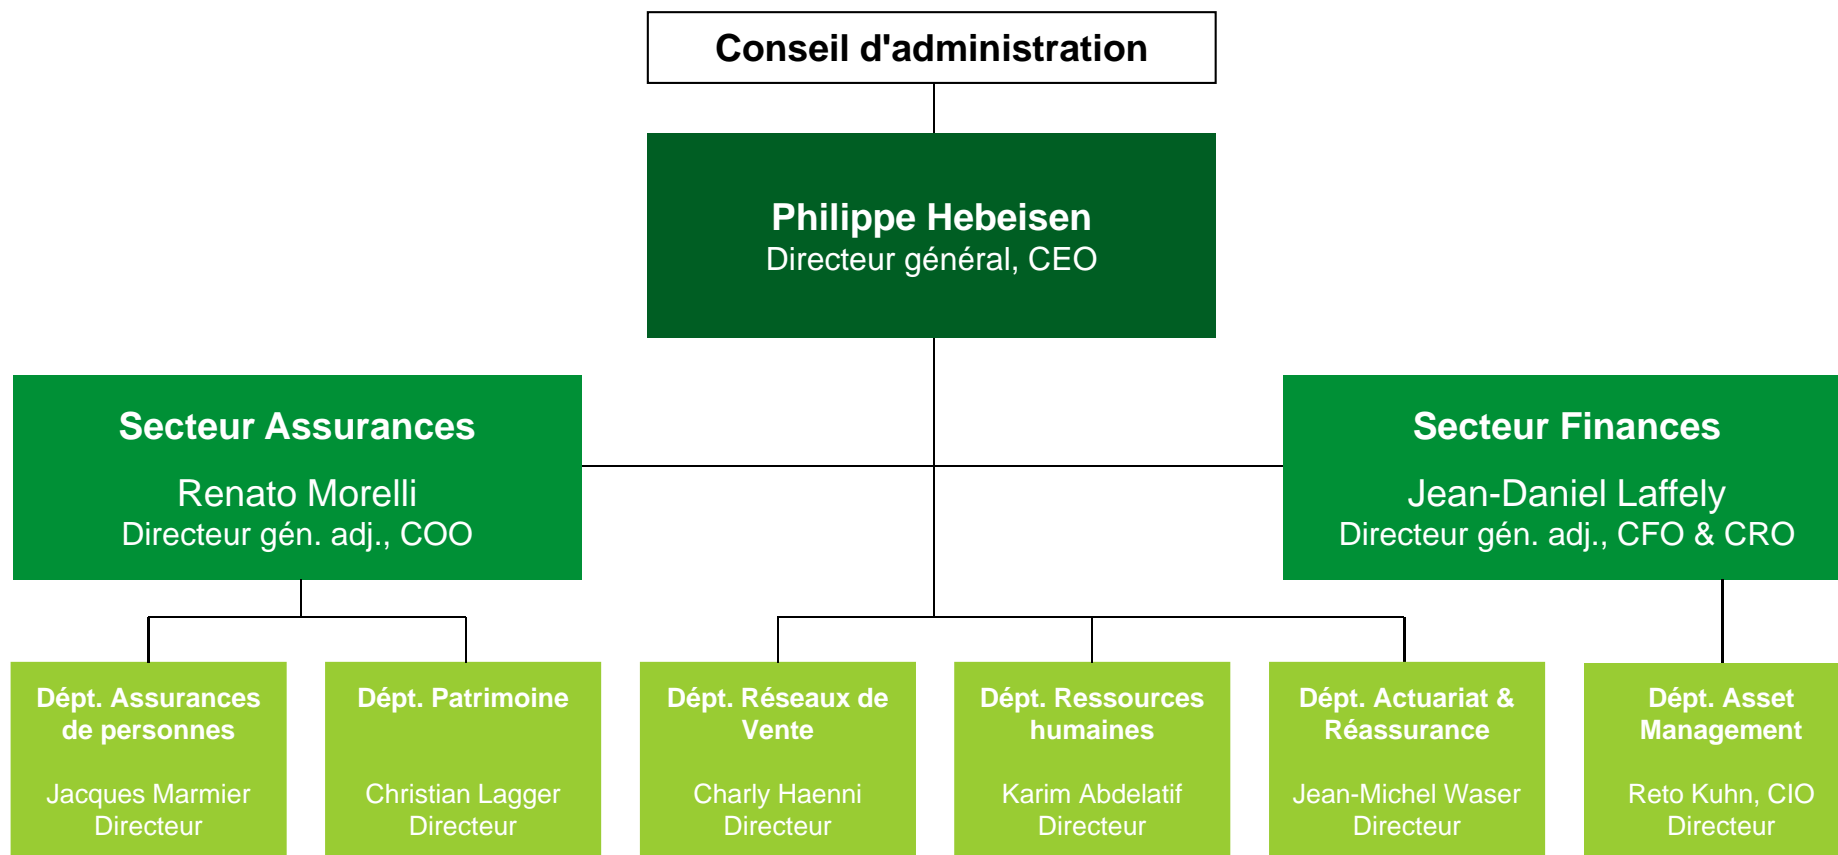 Conseil d'administration
Philippe Hebeisen
Directeur général, CEO
Secteur Assurances
Renato Morelli
Directeur gén. adj., COO
Secteur Finances
Jean-Daniel Laffely
Directeur gén. adj., CFO & CRO
Dépt. Assurances
de personnes
Jacques Marmier
Directeur
Dépt. Patrimoine
Christian Lagger
Directeur
Dépt. Réseaux de
Vente
Charly Haenni
Directeur
Dépt. Ressources
humaines
Karim Abdelatif
Directeur
Dépt. Actuariat &
Réassurance
Jean-Michel Waser
Directeur
Dépt. Asset
Management
Reto Kuhn, CIO
Directeur